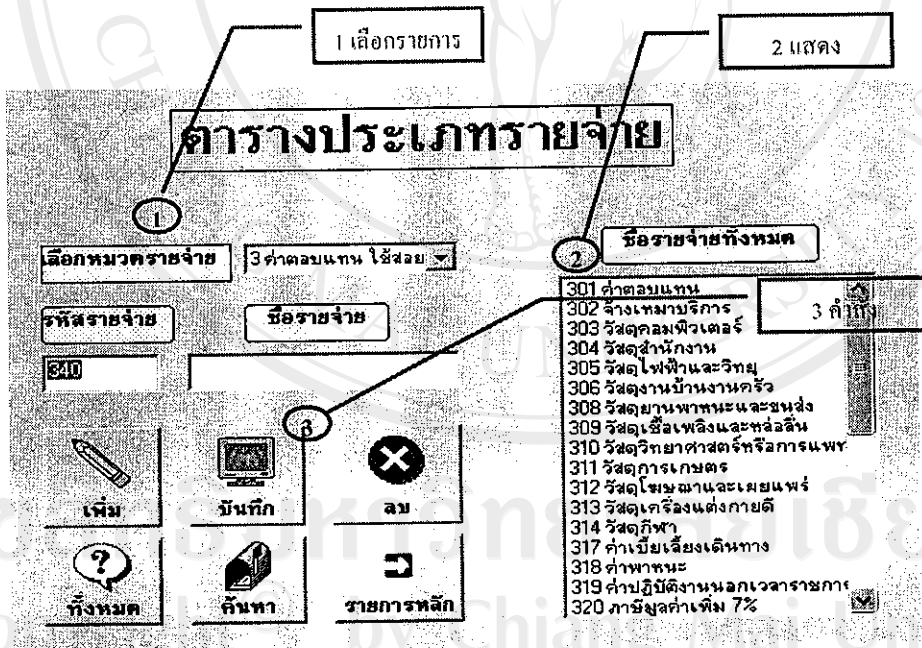 1 เลือกรายการ
2 แสดง
ตารางประเภทรายจ่าย
1
เลือกหมวดรายจ่าย
3 ค่าตอบแทน ใช้สอย
2
ชื่อรายจ่ายทั้งหมด
รหัสรายจ่าย
ชื่อรายจ่าย
340
3
3 คำสั่ง
301 ค่าตอบแทน
302 จ้างเหมาบริการ
303 วัสดุคอมพิวเตอร์
304 วัสดุสำนักงาน
305 วัสดุไฟฟ้าและวิทยุ
306 วัสดุงานบ้านงานครัว
308 วัสดุยานพาหนะและขนส่ง
309 วัสดุเชื้อเพลิงและหล่อลื่น
310 วัสดุวิทยาศาสตร์หรือการแพท
311 วัสดุการเกษตร
312 วัสดุโฆษณาและเผยแพร่
313 วัสดุเครื่องแต่งกายดี
314 วัสดุกีฬา
317 ค่าเบี้ยเลี้ยงเดินทาง
318 ค่าพาหนะ
319 ค่าปฏิบัติงานนอกเวลาราชการ
320 ภาษีมูลค่าเพิ่ม 7%
เพิ่ม
บันทึก
ลบ
ทั้งหมด
ค้นหา
รายการหลัก
by Chiang Mai Un